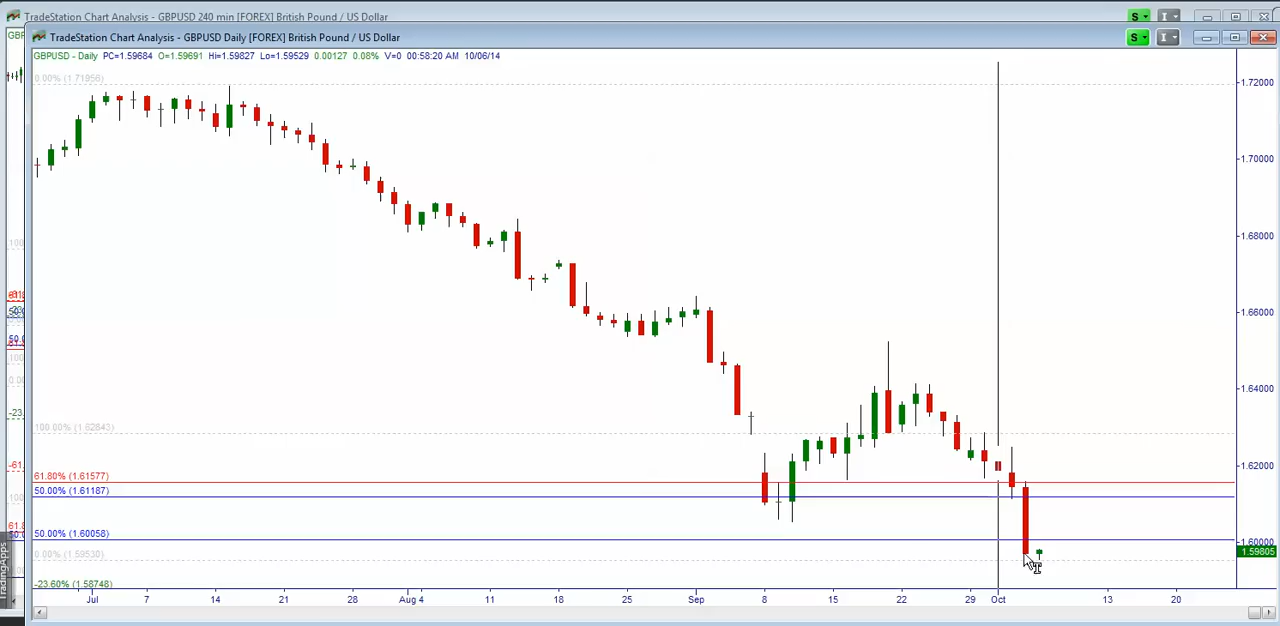 TradeStation Chart Analysis - GBPUSD 240 min [FOREX] British Pound / US Dollar
S
I
GBP
TradeStation Chart Analysis - GBPUSD Daily [FOREX] British Pound / US Dollar
S
I
GBPUSD - Daily PC=1.59684 O=1.59691 Hi=1.59827 Lo=1.59529 0.00127 0.08% V=0 00:58:20 AM 10/06/14
0.00% (1.71956)
1.72000
1.70000
1.68000
1.66000
1.64000
100.00% (1.62843)
1.62000
61.80% (1.61577)
50.00% (1.61187)
50.00% (1.60058)
1.60000
0.00% (1.59530)
1.59805
-23.60% (1.58748)
TradingApps
Jul 7 14 21 28 Aug 4 11 18 25 Sep 8 15 22 29 Oct 13 20